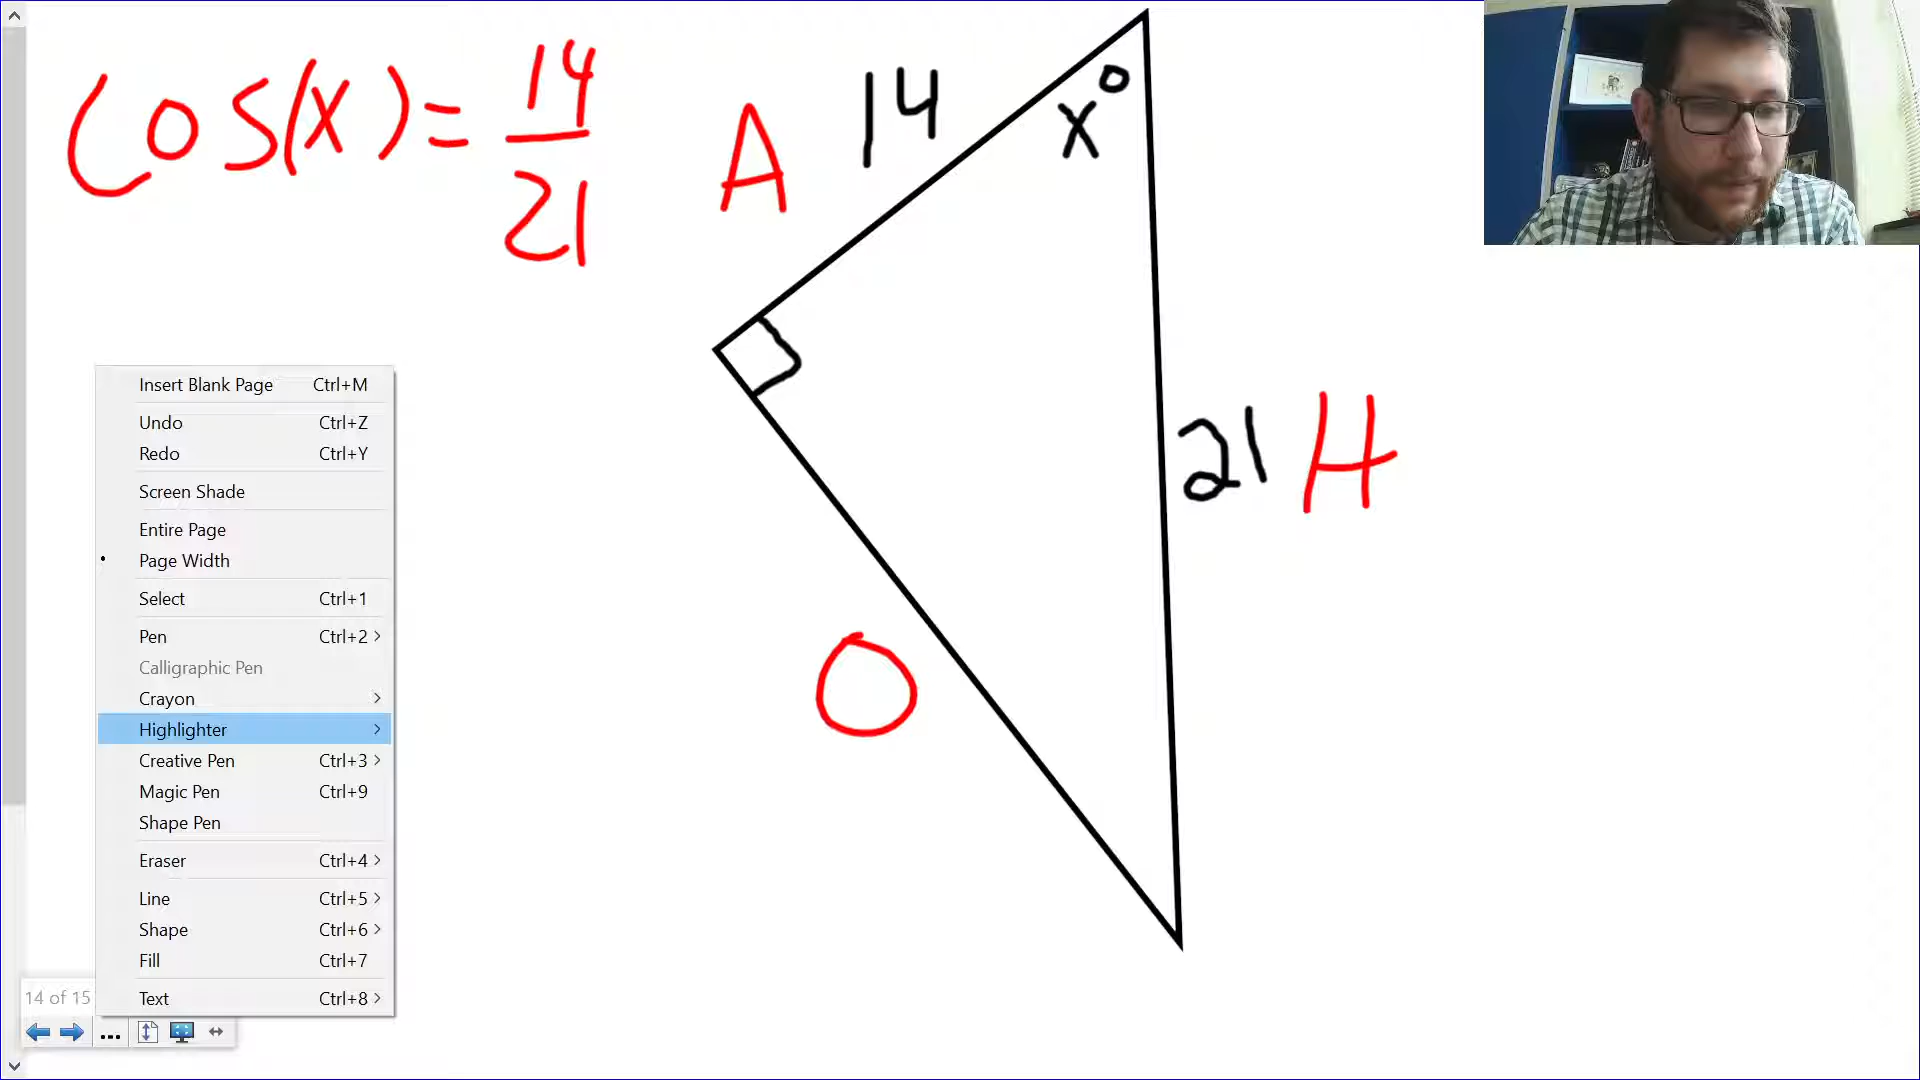 Cos(x) = 14/21
A
14
x°
21
H
O
Insert Blank Page Ctrl+M
Undo Ctrl+Z
Redo Ctrl+Y
Screen Shade
Entire Page
• Page Width
Select Ctrl+1
Pen Ctrl+2 >
Calligraphic Pen
Crayon >
Highlighter >
Creative Pen Ctrl+3 >
Magic Pen Ctrl+9
Shape Pen
Eraser Ctrl+4 >
Line Ctrl+5 >
Shape Ctrl+6 >
Fill Ctrl+7
Text Ctrl+8 >
14 of 15
...